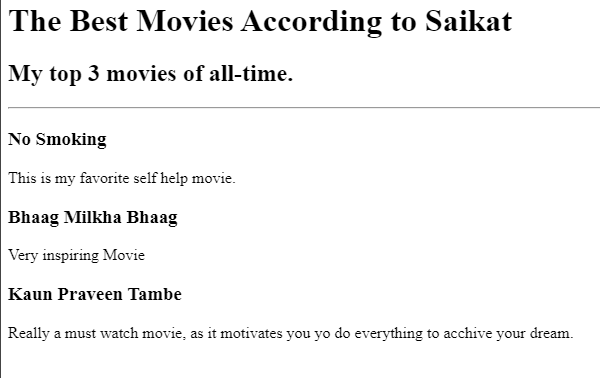 The Best Movies According to Saikat
My top 3 movies of all-time.
No Smoking
This is my favorite self help movie.
Bhaag Milkha Bhaag
Very inspiring Movie
Kaun Praveen Tambe
Really a must watch movie, as it motivates you yo do everything to acchive your dream.